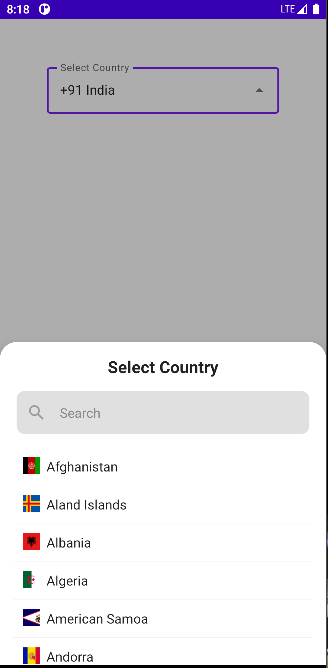 8:18
LTE
Select Country
+91 India
Select Country
Search
Afghanistan
Aland Islands
Albania
Algeria
American Samoa
Andorra